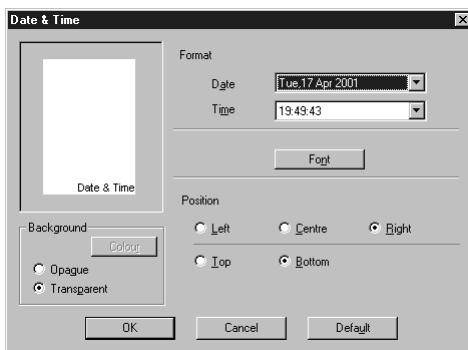 Date & Time
Format
Date Tue,17 Apr 2001
Time 19:49:43
Font
Date & Time
Position
Background
Colour
Left Centre Right
Opaque
Top Bottom
Transparent
OK Cancel Default